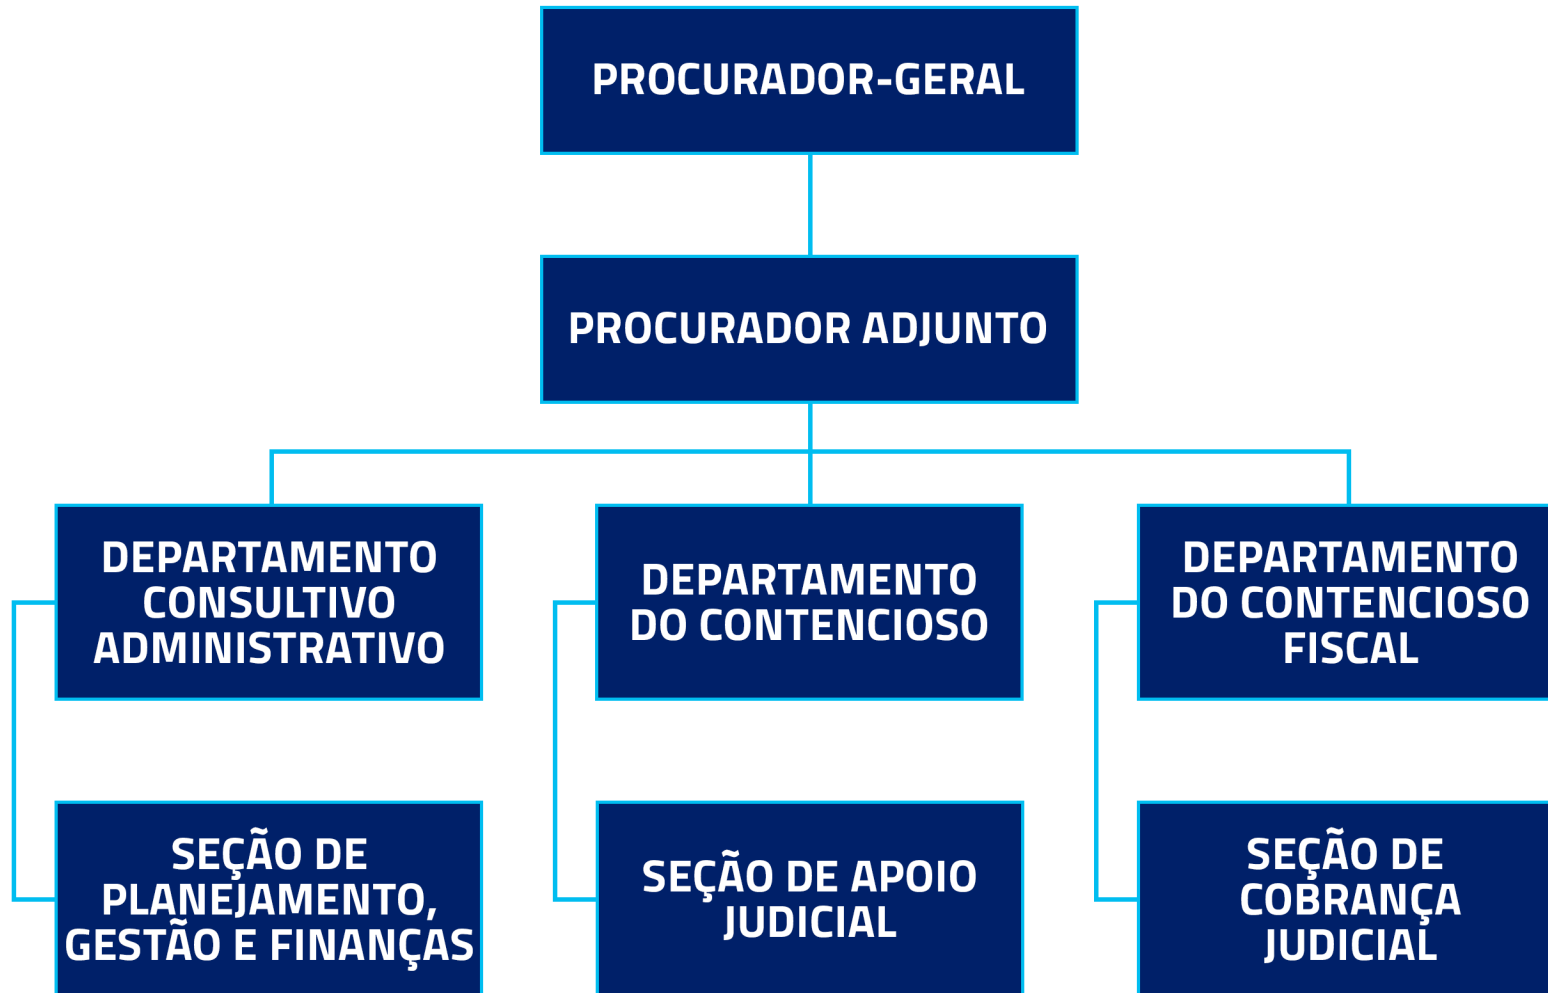 PROCURADOR-GERAL
PROCURADOR ADJUNTO
DEPARTAMENTO
CONSULTIVO
ADMINISTRATIVO
DEPARTAMENTO
DO CONTENCIOSO
DEPARTAMENTO
DO CONTENCIOSO
FISCAL
SEÇÃO DE
PLANEJAMENTO,
GESTÃO E FINANÇAS
SEÇÃO DE APOIO
JUDICIAL
SEÇÃO DE
COBRANÇA
JUDICIAL